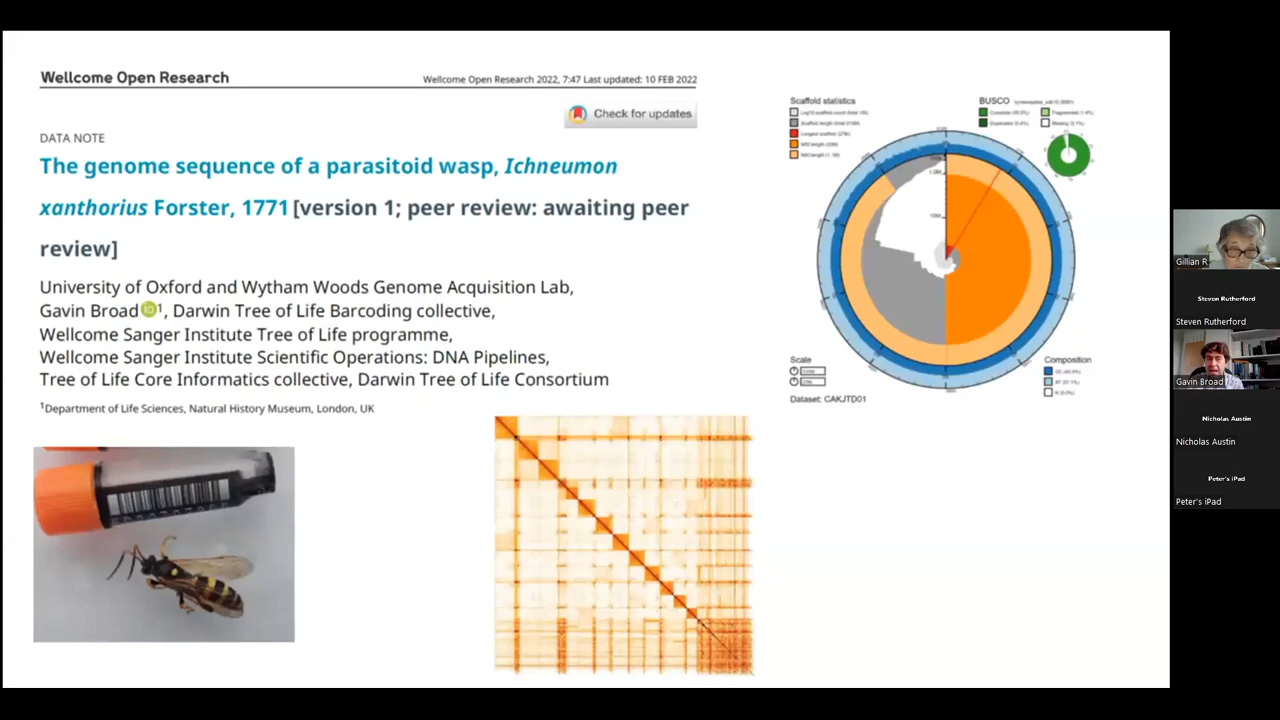 Wellcome Open Research
Wellcome Open Research 2022, 7:47 Last updated: 10 FEB 2022
Check for updates
DATA NOTE
The genome sequence of a parasitoid wasp, Ichneumon
xanthorius Forster, 1771 [version 1; peer review: awaiting peer
review]
University of Oxford and Wytham Woods Genome Acquisition Lab,
Gavin Broad iD 1, Darwin Tree of Life Barcoding collective,
Wellcome Sanger Institute Tree of Life programme,
Wellcome Sanger Institute Scientific Operations: DNA Pipelines,
Tree of Life Core Informatics collective, Darwin Tree of Life Consortium
1Department of Life Sciences, Natural History Museum, London, UK
Scaffold statistics
BUSCO
Scale
Composition
Dataset: CAKJTD01
Gillian R
Steven Rutherford
Steven Rutherford
Gavin Broad
Nicholas Austin
Nicholas Austin
Peter's iPad
Peter's iPad